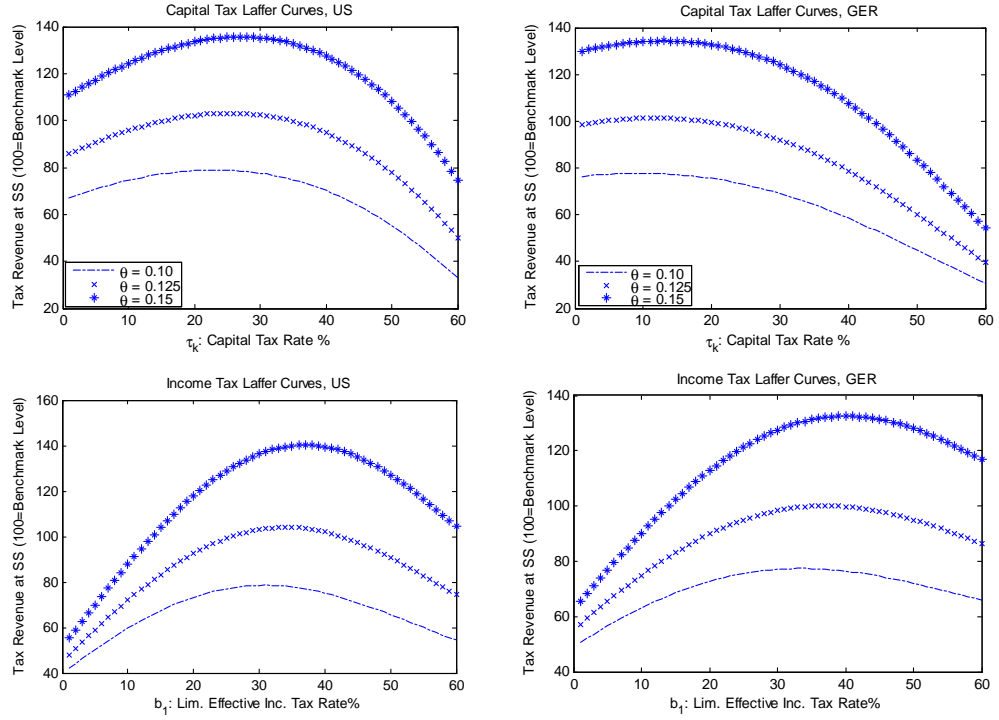 Capital Tax Laffer Curves, US
Tax Revenue at SS (100=Benchmark Level)
140
120
100
80
60
40
20
θ = 0.10
θ = 0.125
θ = 0.15
0 10 20 30 40 50 60
τk: Capital Tax Rate %
Capital Tax Laffer Curves, GER
Tax Revenue at SS (100=Benchmark Level)
140
120
100
80
60
40
20
θ = 0.10
θ = 0.125
θ = 0.15
0 10 20 30 40 50 60
τk: Capital Tax Rate %
Income Tax Laffer Curves, US
Tax Revenue at SS (100=Benchmark Level)
160
140
120
100
80
60
40
0 10 20 30 40 50 60
b1: Lim. Effective Inc. Tax Rate%
Income Tax Laffer Curves, GER
Tax Revenue at SS (100=Benchmark Level)
140
120
100
80
60
40
0 10 20 30 40 50 60
b1: Lim. Effective Inc. Tax Rate%